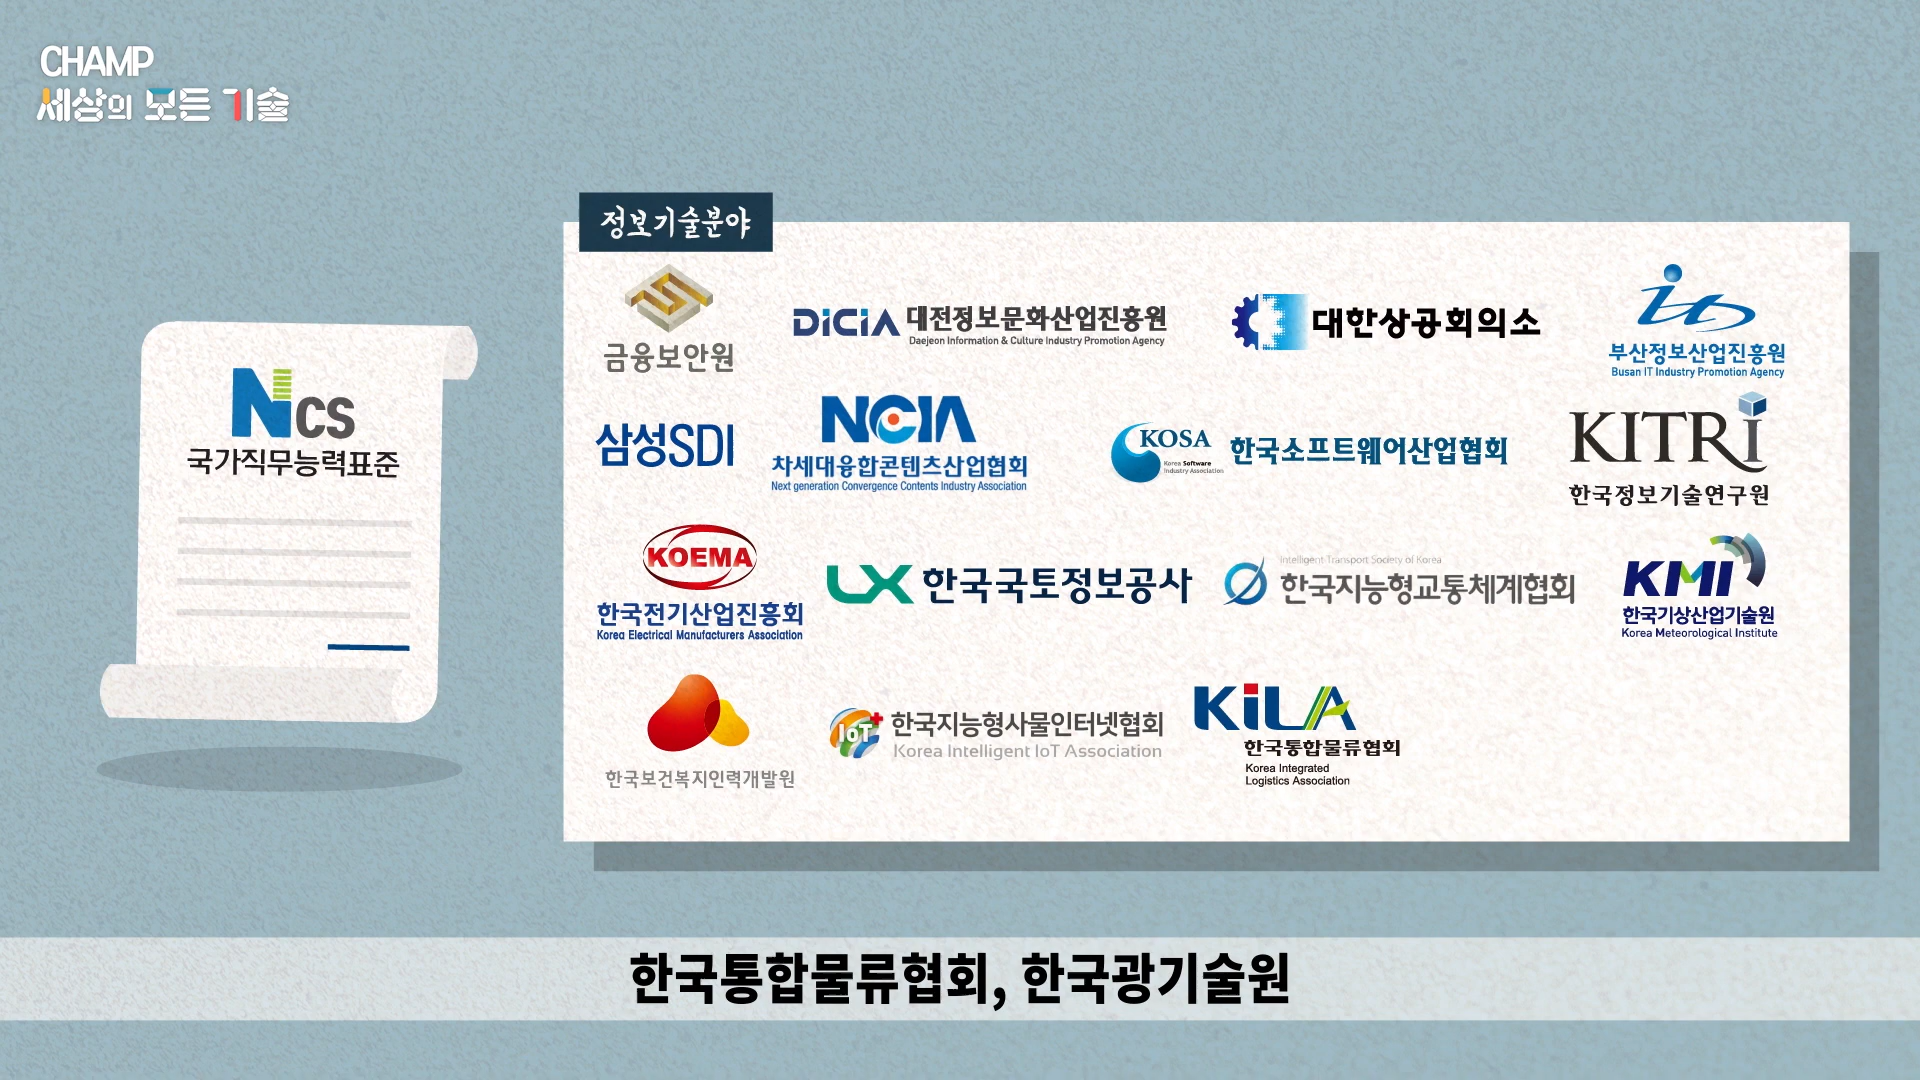 CHAMP
세상의 모든 기술
NCS
국가직무능력표준
정보기술분야
금융보안원
DiCiA 대전정보문화산업진흥원
Daejeon Information & Culture Industry Promotion Agency
대한상공회의소
부산정보산업진흥원
Busan IT Industry Promotion Agency
삼성SDI
NCIA
차세대융합콘텐츠산업협회
Next generation Convergence Contents Industry Association
KOSA
Korea Software
Industry Association
한국소프트웨어산업협회
KITRi
한국정보기술연구원
KOEMA
한국전기산업진흥회
Korea Electrical Manufacturers Association
LX 한국국토정보공사
Intelligent Transport Society of Korea
한국지능형교통체계협회
KMI
한국기상산업기술원
Korea Meteorological Institute
한국보건복지인력개발원
IoT
한국지능형사물인터넷협회
Korea Intelligent IoT Association
KiLA
한국통합물류협회
Korea Integrated
Logistics Association
한국통합물류협회, 한국광기술원